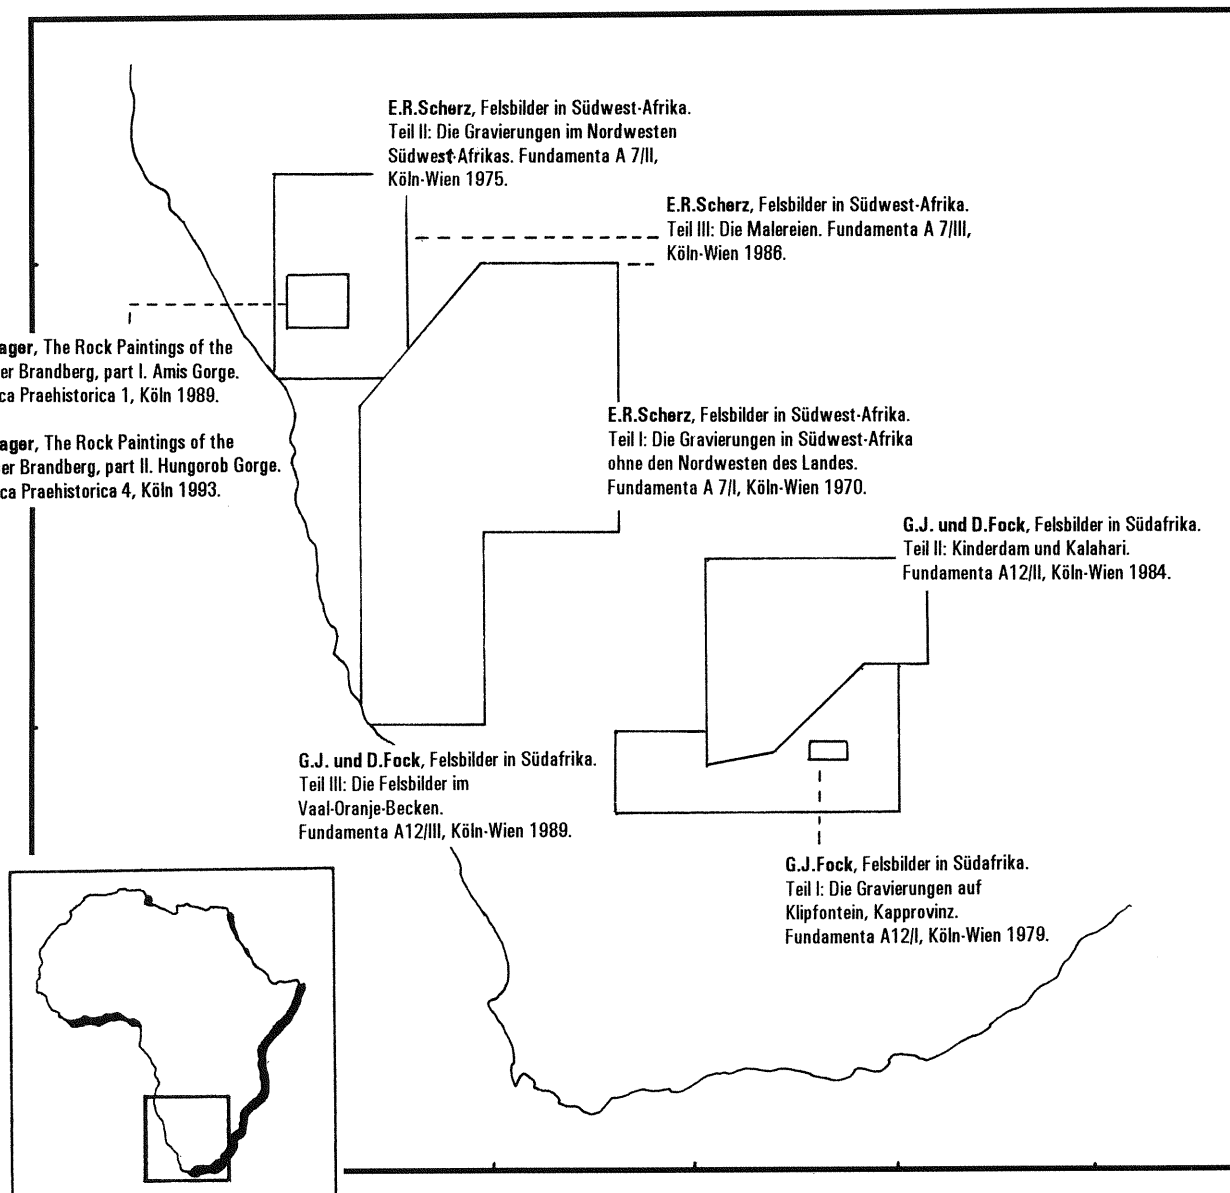 E.R.Scherz, Felsbilder in Südwest-Afrika.
Teil II: Die Gravierungen im Nordwesten
Südwest-Afrikas. Fundamenta A 7/II,
Köln-Wien 1975.
E.R.Scherz, Felsbilder in Südwest-Afrika.
Teil III: Die Malereien. Fundamenta A 7/III,
Köln-Wien 1986.
ager, The Rock Paintings of the
er Brandberg, part I. Amis Gorge.
ca Praehistorica 1, Köln 1989.
ager, The Rock Paintings of the
er Brandberg, part II. Hungorob Gorge.
ca Praehistorica 4, Köln 1993.
E.R.Scherz, Felsbilder in Südwest-Afrika.
Teil I: Die Gravierungen in Südwest-Afrika
ohne den Nordwesten des Landes.
Fundamenta A 7/I, Köln-Wien 1970.
G.J. und D.Fock, Felsbilder in Südafrika.
Teil II: Kinderdam und Kalahari.
Fundamenta A12/II, Köln-Wien 1984.
G.J. und D.Fock, Felsbilder in Südafrika.
Teil III: Die Felsbilder im
Vaal-Oranje-Becken.
Fundamenta A12/III, Köln-Wien 1989.
G.J.Fock, Felsbilder in Südafrika.
Teil I: Die Gravierungen auf
Klipfontein, Kapprovinz.
Fundamenta A12/I, Köln-Wien 1979.